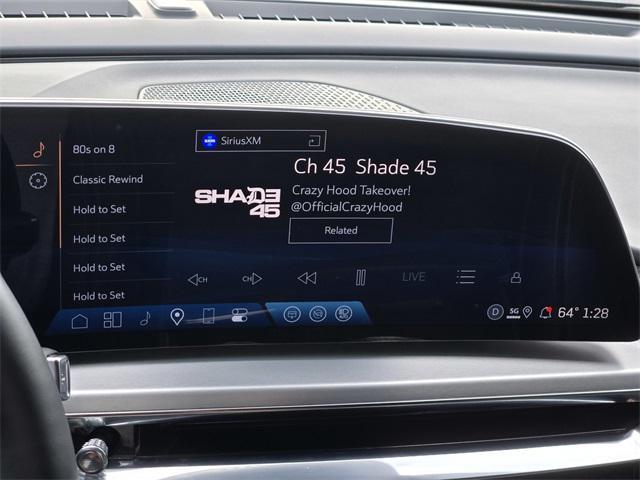 80s on 8
Classic Rewind
Hold to Set
Hold to Set
Hold to Set
Hold to Set
SiriusXM
SHADE
45
Ch 45 Shade 45
Crazy Hood Takeover!
@OfficialCrazyHood
Related
CH
CH
LIVE
D 5G 64° 1:28